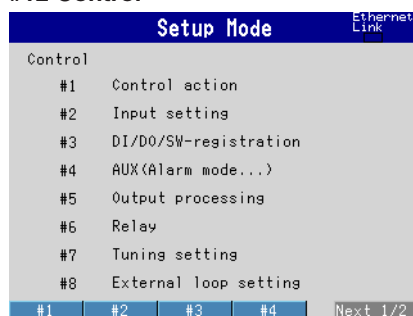 Setup Mode
Ethernet
Link
Control
#1 Control action
#2 Input setting
#3 DI/DO/SW-registration
#4 AUX(Alarm mode...)
#5 Output processing
#6 Relay
#7 Tuning setting
#8 External loop setting
#1 #2 #3 #4 Next 1/2